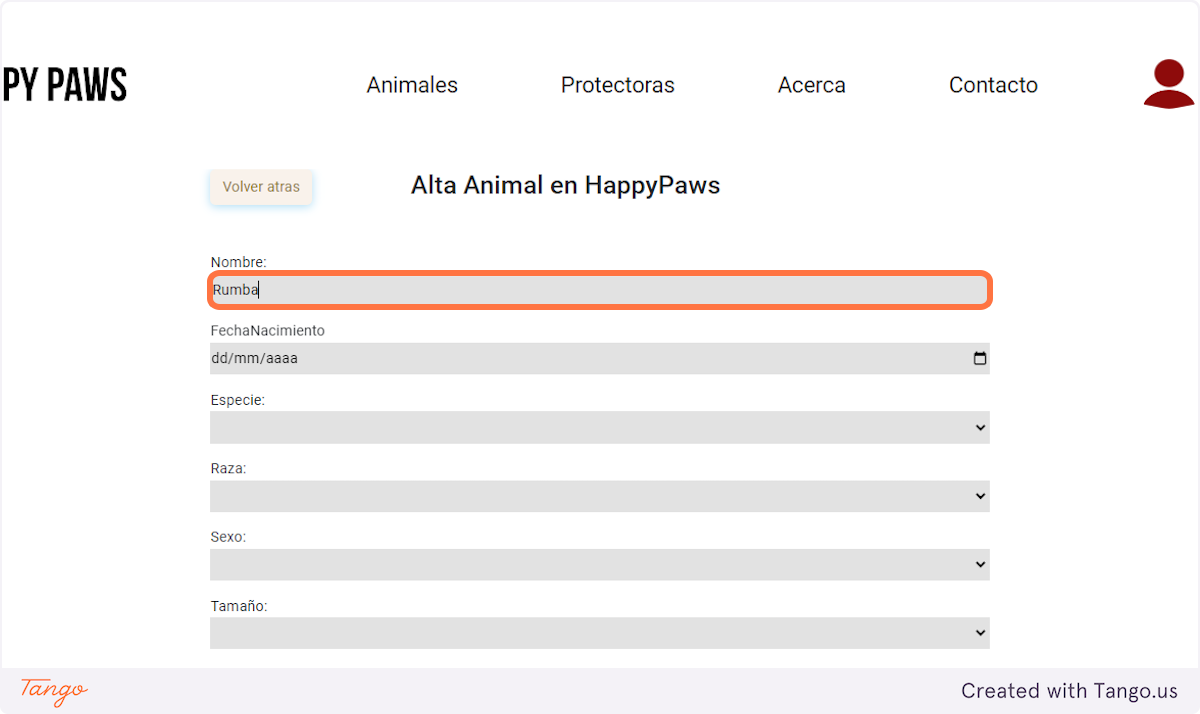 PY PAWS
Animales
Protectoras
Acerca
Contacto
Volver atras
Alta Animal en HappyPaws
Nombre:
Rumba
FechaNacimiento
dd/mm/aaaa
Especie:
Raza:
Sexo:
Tamaño:
Tango
Created with Tango.us